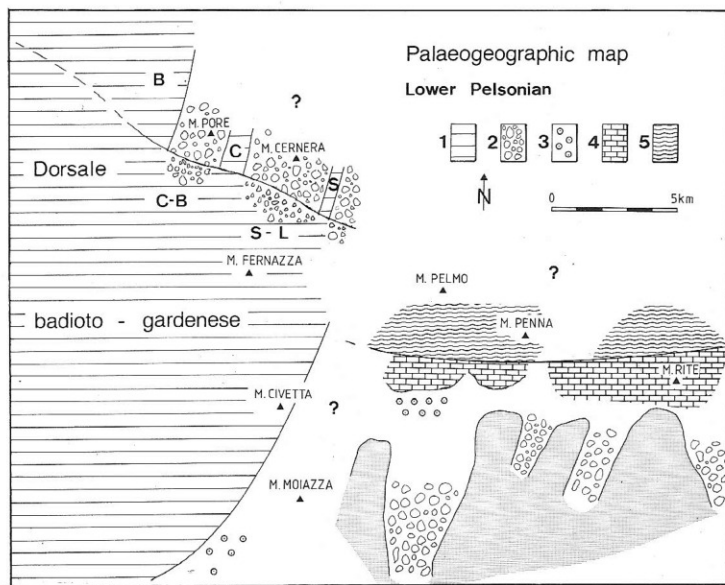 Palaeogeographic map
Lower Pelsonian
1 2 3 4 5
N
0 5km
B
?
M. PORE
C
M. CERNERA
S
Dorsale
C-B
S - L
M. FERNAZZA
?
M. PELMO
M. PENNA
badioto - gardenese
M. RITE
M. CIVETTA
?
M. MOIAZZA